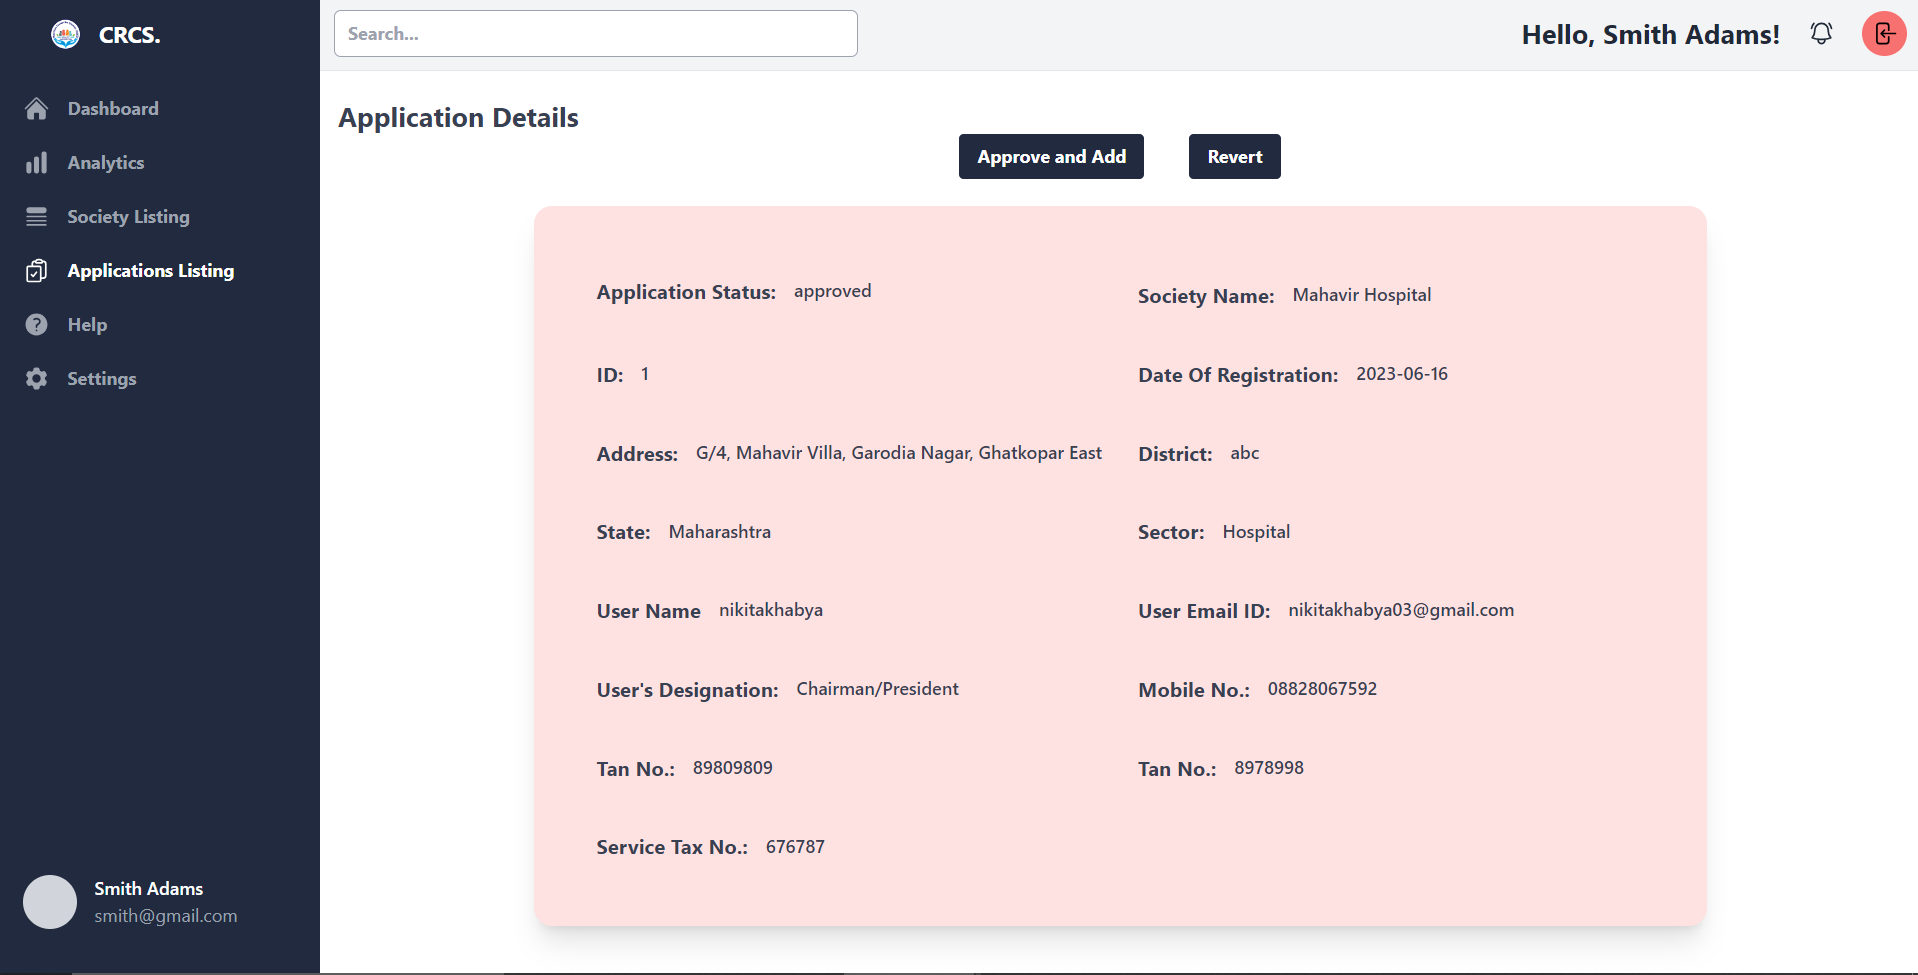 CRCS.
Search...
Hello, Smith Adams!
Dashboard
Analytics
Society Listing
Applications Listing
Help
Settings
Smith Adams
smith@gmail.com
Application Details
Approve and Add
Revert
Application Status: approved
Society Name: Mahavir Hospital
ID: 1
Date Of Registration: 2023-06-16
Address: G/4, Mahavir Villa, Garodia Nagar, Ghatkopar East
District: abc
State: Maharashtra
Sector: Hospital
User Name nikitakhabya
User Email ID: nikitakhabya03@gmail.com
User's Designation: Chairman/President
Mobile No.: 08828067592
Tan No.: 89809809
Tan No.: 8978998
Service Tax No.: 676787